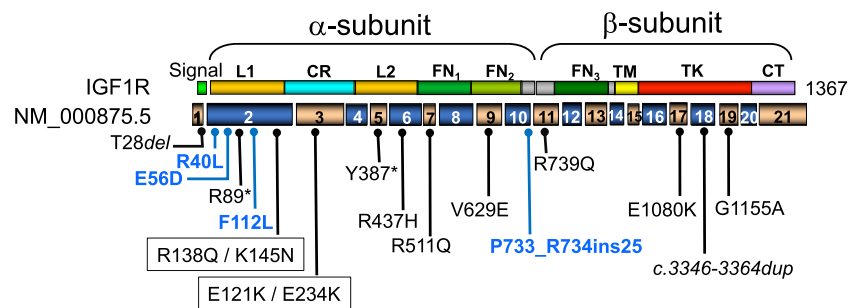 α-subunit β-subunit
Signal L1 CR L2 FN1 FN2 FN3 TM TK CT
IGF1R 1367
NM_000875.5 1 2 3 4 5 6 7 8 9 10 11 12 13 14 15 16 17 18 19 20 21
T28del
R40L
E56D
R89*
F112L
R138Q / K145N
E121K / E234K
Y387*
R437H
R511Q
V629E
P733_R734ins25
R739Q
E1080K
c.3346-3364dup
G1155A